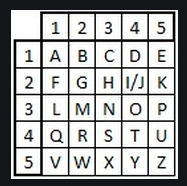 1 2 3 4 5
1 A B C D E
2 F G H I/J K
3 L M N O P
4 Q R S T U
5 V W X Y Z